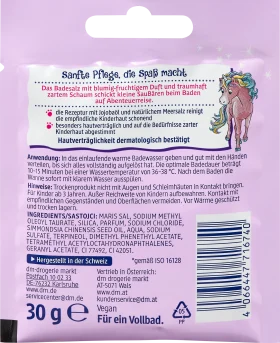 Sanfte Pflege, die Spaß macht
Das Badesalz mit blumig-fruchtigem Duft und traumhaft
zartem Schaum schickt kleine SauBären beim Baden
auf Abenteuerreise.
die Rezeptur mit Jojobaöl und natürlichem Meersalz reinigt
die empfindliche Kinderhaut schonend
besonders hautverträglich und auf die Bedürfnisse zarter
Kinderhaut abgestimmt
Hautverträglichkeit dermatologisch bestätigt
Anwendung: In das einlaufende warme Badewasser geben und gut mit den Händen
verteilen, bis sich alles vollständig aufgelöst hat. Die optimale Badedauer beträgt
10-15 Minuten bei einer Wassertemperatur von 36-38 °C. Nach dem Baden die
Wanne sofort mit klarem Wasser ausspülen.
Hinweise: Trockenprodukt nicht mit Augen und Schleimhäuten in Kontakt bringen.
Für Kinder ab 3 Jahren. Außer Reichweite von Kindern aufbewahren. Kontakt mit
empfindlichen Gegenständen und Oberflächen vermeiden. Vor Wärme geschützt
und trocken lagern.
INGREDIENTS/SASTOJCI: MARIS SAL, SODIUM METHYL
OLEOYL TAURATE, SILICA, PARFUM, SODIUM CHLORIDE,
SIMMONDSIA CHINENSIS SEED OIL, AQUA, SODIUM
SULFATE, TERPINEOL, DIMETHYL PHENETHYL ACETATE,
TETRAMETHYL ACETYLOCTAHYDRONAPHTHALENES,
GERANYL ACETATE, CI 77492, CI 42051.
Hergestellt in der Schweiz
*gemäß ISO 16128
dm-drogerie markt
Postfach 10 02 33
DE-76232 Karlsruhe
www.dm.de
servicecenter@dm.de
Vertrieb in Österreich:
dm drogerie markt
AT-5071 Wals
www.dm.at
kundenservice@dm.at
30 g e
Vegan
Für ein Vollbad.
05
PP
4 066447 716740